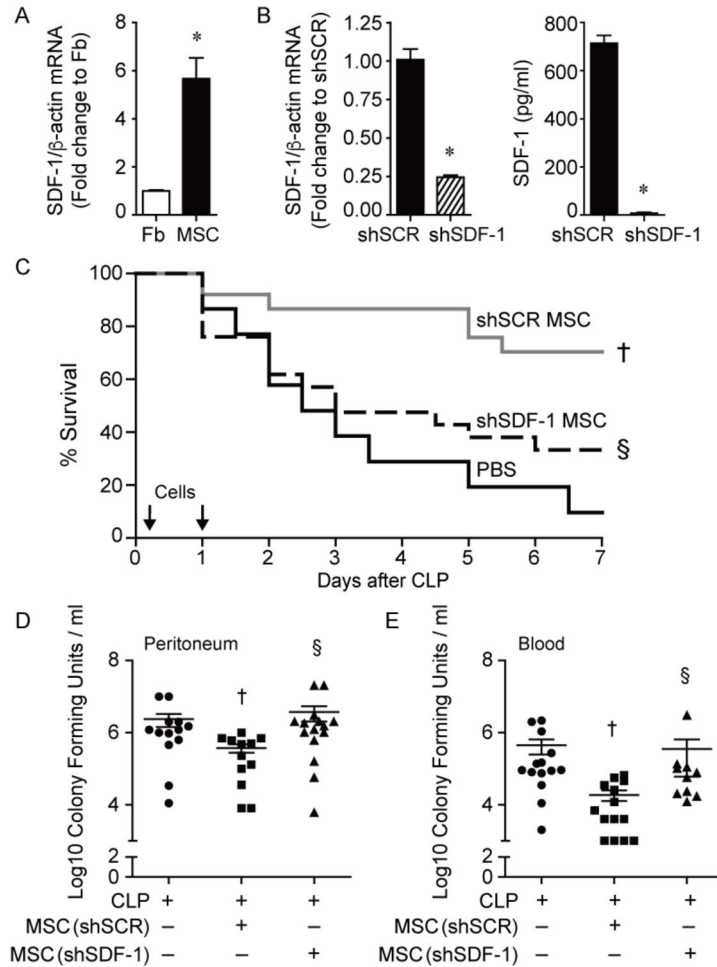 A
SDF-1/β-actin mRNA
(Fold change to Fb)
8
6
4
2
0
*
Fb MSC
B
SDF-1/β-actin mRNA
(Fold change to shSCR)
1.25
1.00
0.75
0.50
0.25
0.00
*
shSCR shSDF-1
SDF-1 (pg/ml)
800
600
400
200
0
*
shSCR shSDF-1
C
% Survival
100
80
60
40
20
0
shSCR MSC
†
shSDF-1 MSC
§
PBS
Cells
0 1 2 3 4 5 6 7
Days after CLP
D
Log10 Colony Forming Units / ml
Peritoneum
8
6
4
2
0
†
§
CLP + + +
MSC (shSCR) – + –
MSC (shSDF-1) – – +
E
Log10 Colony Forming Units / ml
Blood
8
6
4
2
0
†
§
CLP + + +
MSC (shSCR) – + –
MSC (shSDF-1) – – +